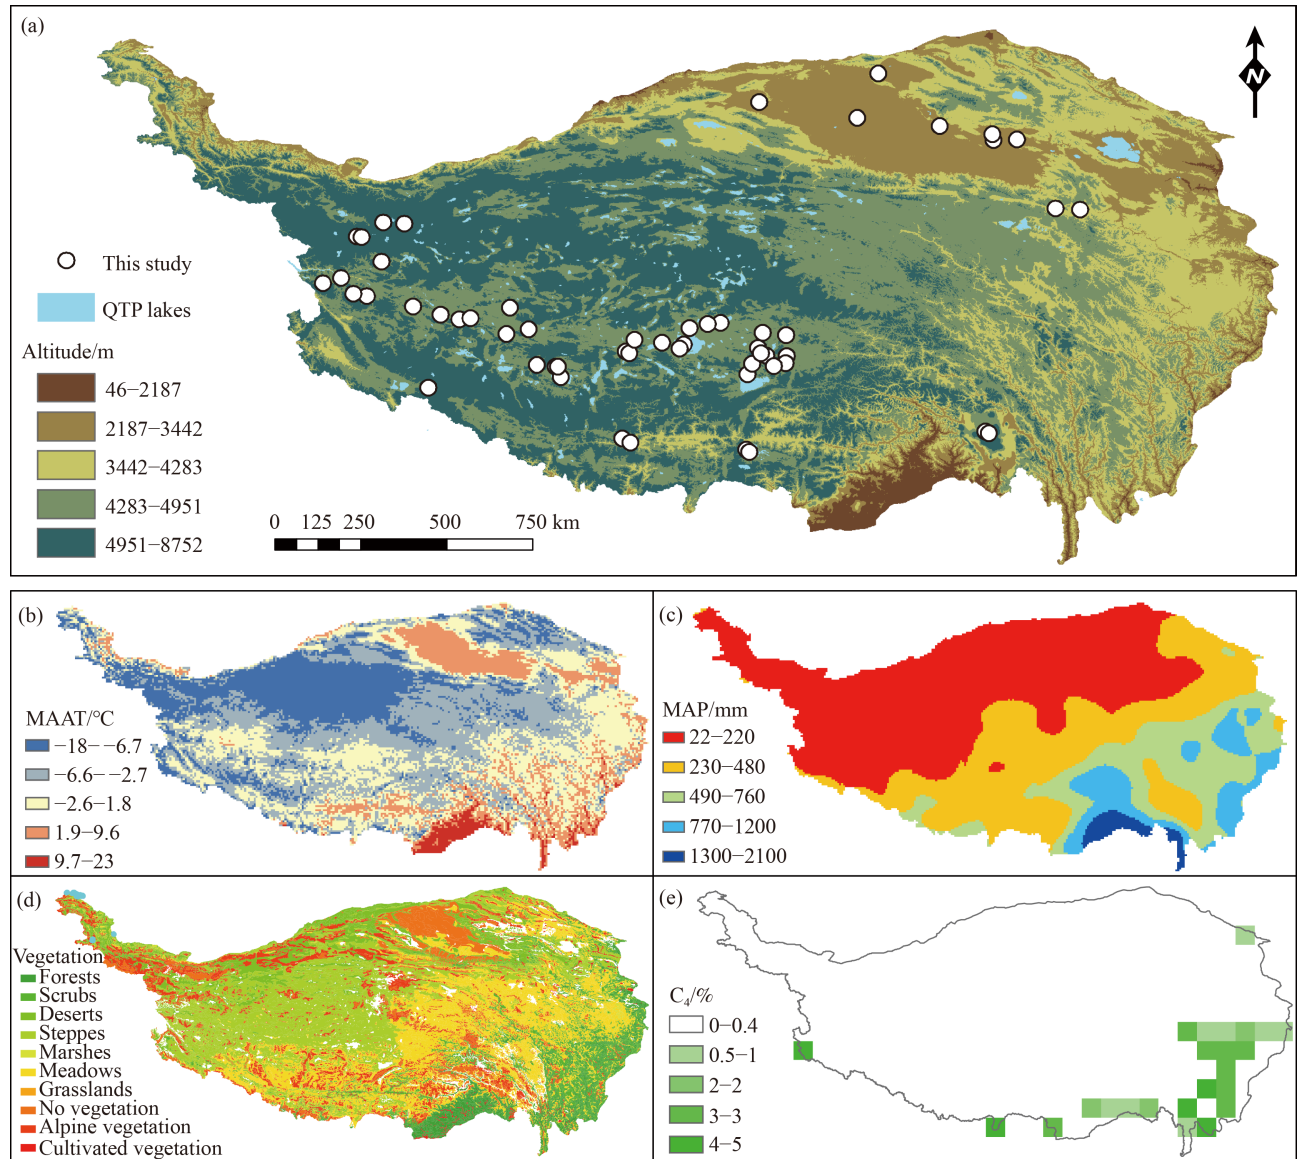 (a)
N
This study
QTP lakes
Altitude/m
46−2187
2187−3442
3442−4283
4283−4951
4951−8752
0 125 250 500 750 km
(b)
MAAT/°C
−18−−6.7
−6.6−−2.7
−2.6−1.8
1.9−9.6
9.7−23
(c)
MAP/mm
22−220
230−480
490−760
770−1200
1300−2100
(d)
Vegetation
Forests
Scrubs
Deserts
Steppes
Marshes
Meadows
Grasslands
No vegetation
Alpine vegetation
Cultivated vegetation
(e)
C₄/%
0−0.4
0.5−1
2−2
3−3
4−5